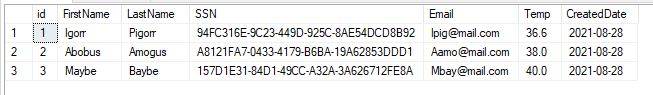 id FirstName LastName SSN Email Temp CreatedDate
1 1 Igorr Pigorr 94FC316E-9C23-449D-925C-8AE54DCD8B92 Ipig@mail.com 36.6 2021-08-28
2 2 Abobus Amogus A8121FA7-0433-4179-B6BA-19A62853DDD1 Aamo@mail.com 38.0 2021-08-28
3 3 Maybe Baybe 157D1E31-84D1-49CC-A32A-3A626712FE8A Mbay@mail.com 40.0 2021-08-28